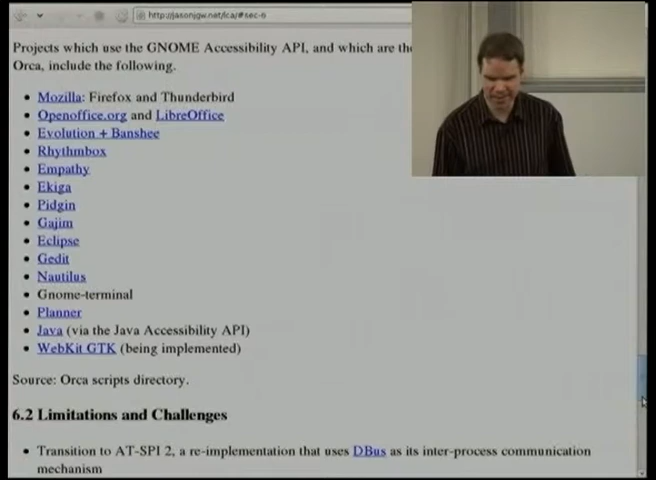 http://jasonjgw.net/lca/#sec-6
Projects which use the GNOME Accessibility API, and which are
Orca, include the following.
Mozilla: Firefox and Thunderbird
Openoffice.org and LibreOffice
Evolution + Banshee
Rhythmbox
Empathy
Ekiga
Pidgin
Gajim
Eclipse
Gedit
Nautilus
Gnome-terminal
Planner
Java (via the Java Accessibility API)
WebKit GTK (being implemented)
Source: Orca scripts directory.
6.2 Limitations and Challenges
Transition to AT-SPI 2, a re-implementation that uses DBus as its inter-process communication
mechanism